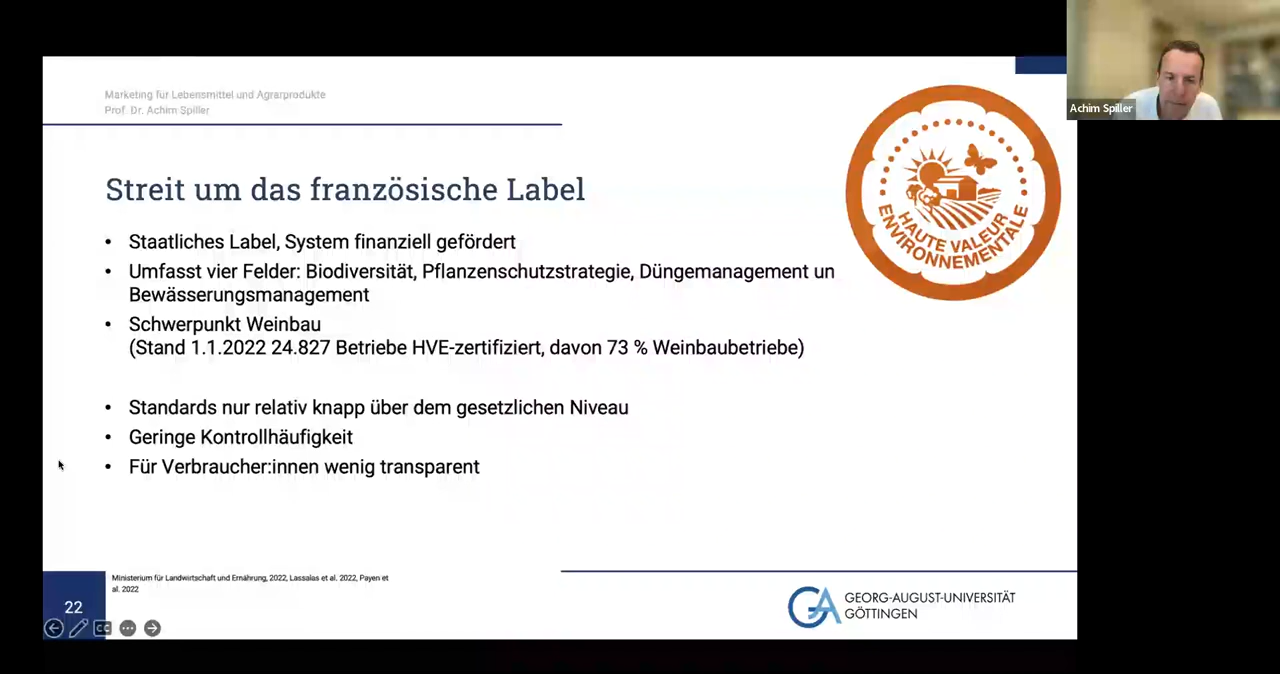 Marketing für Lebensmittel und Agrarprodukte
Prof. Dr. Achim Spiller
Achim Spiller
Streit um das französische Label
HAUTE VALEUR
ENVIRONNEMENTALE
• Staatliches Label, System finanziell gefördert
• Umfasst vier Felder: Biodiversität, Pflanzenschutzstrategie, Düngemanagement un
Bewässerungsmanagement
• Schwerpunkt Weinbau
(Stand 1.1.2022 24.827 Betriebe HVE-zertifiziert, davon 73 % Weinbaubetriebe)
• Standards nur relativ knapp über dem gesetzlichen Niveau
• Geringe Kontrollhäufigkeit
• Für Verbraucher:innen wenig transparent
Ministerium für Landwirtschaft und Ernährung, 2022, Lassalas et al. 2022, Payen et
al. 2022
22
CC
GEORG-AUGUST-UNIVERSITÄT
GÖTTINGEN